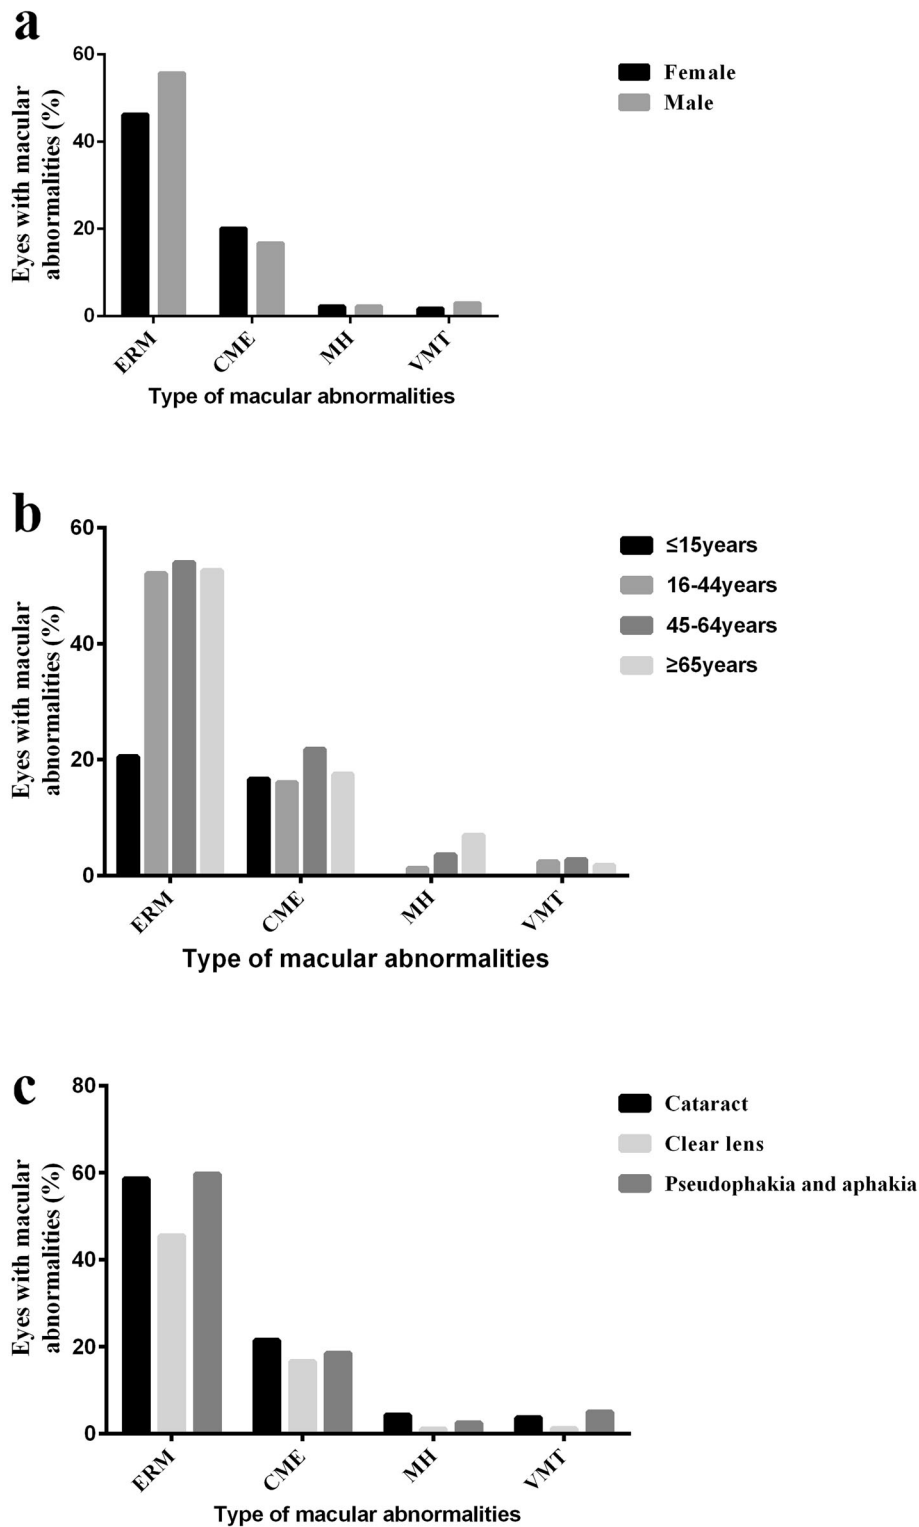 a
Eyes with macular
abnormalities (%)
60
40
20
0
ERM
CME
MH
VMT
Type of macular abnormalities
Female
Male
b
Eyes with macular
abnormalities (%)
60
40
20
0
ERM
CME
MH
VMT
Type of macular abnormalities
≤15years
16-44years
45-64years
≥65years
c
Eyes with macular
abnormalities (%)
80
60
40
20
0
ERM
CME
MH
VMT
Type of macular abnormalities
Cataract
Clear lens
Pseudophakia and aphakia